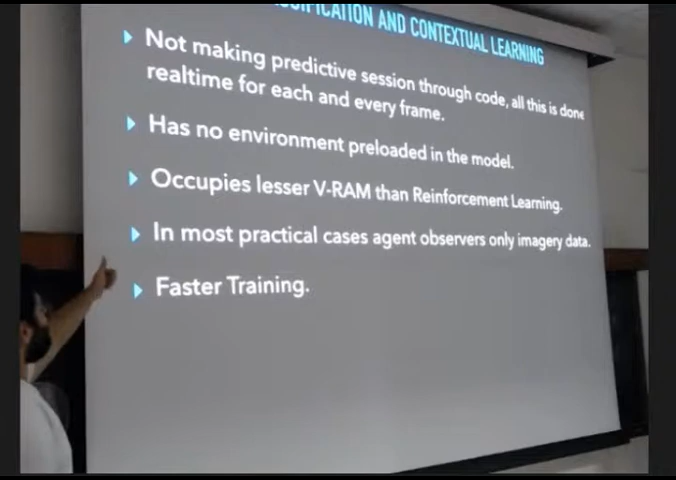 AND CONTEXTUAL LEARNING
Not making predictive session through code, all this is done
realtime for each and every frame.
Has no environment preloaded in the model.
Occupies lesser V-RAM than Reinforcement Learning.
In most practical cases agent observers only imagery data.
Faster Training.